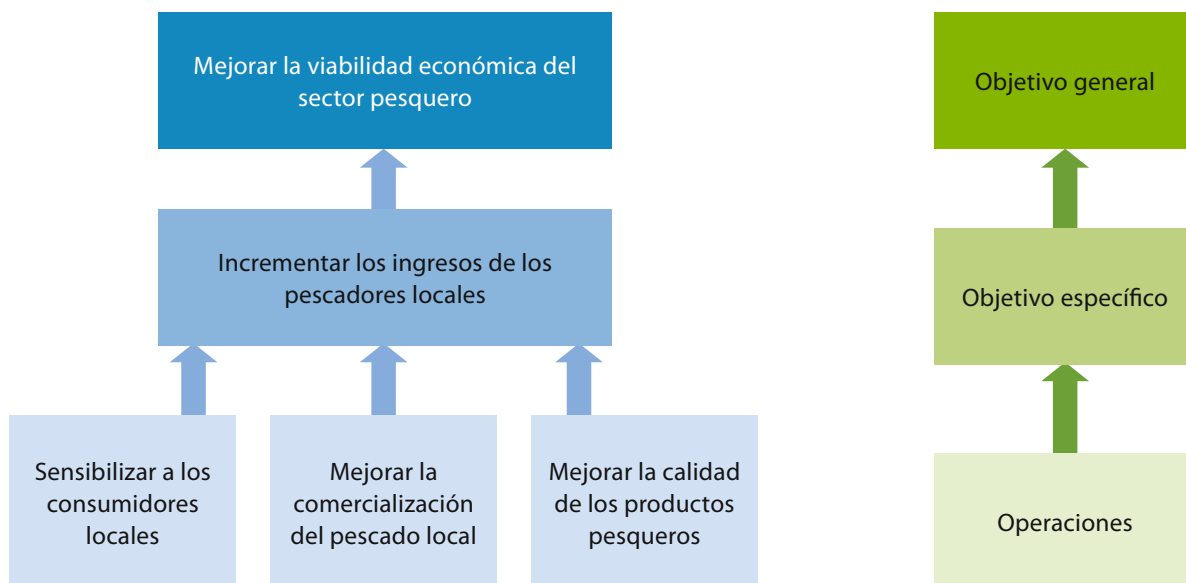 Mejorar la viabilidad económica del
sector pesquero
Objetivo general
Incrementar los ingresos de los
pescadores locales
Objetivo específico
Sensibilizar a los
consumidores
locales
Mejorar la
comercialización
del pescado local
Mejorar la calidad
de los productos
pesqueros
Operaciones